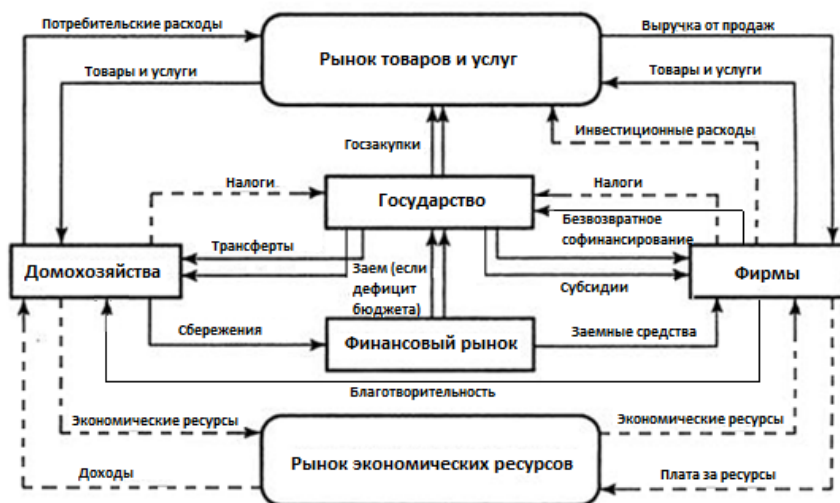 Потребительские расходы
Выручка от продаж
Рынок товаров и услуг
Товары и услуги
Товары и услуги
Инвестиционные расходы
Госзакупки
Налоги
Государство
Налоги
Безвозвратное
софинансирование
Трансферты
Домохозяйства
Заем (если
дефицит
бюджета)
Субсидии
Фирмы
Сбережения
Финансовый рынок
Заемные средства
Благотворительность
Экономические ресурсы
Экономические ресурсы
Рынок экономических ресурсов
Доходы
Плата за ресурсы